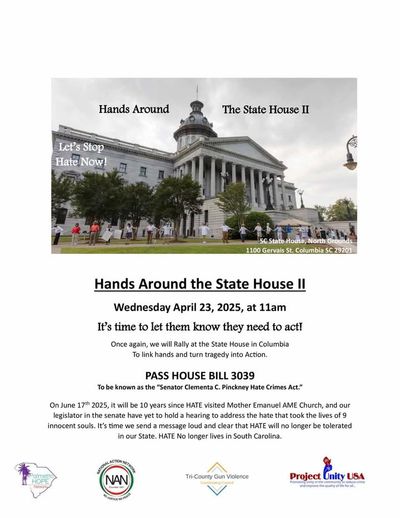 Hands Around The State House II
Let's Stop
Hate Now!
SC State House, North Grounds
1100 Gervais St. Columbia SC 29201
Hands Around the State House II
Wednesday April 23, 2025, at 11am
It's time to let them know they need to act!
Once again, we will Rally at the State House in Columbia
To link hands and turn tragedy into Action.
PASS HOUSE BILL 3039
To be known as the "Senator Clementa C. Pinckney Hate Crimes Act."
On June 17th 2025, it will be 10 years since HATE visited Mother Emanuel AME Church, and our
legislator in the senate have yet to hold a hearing to address the hate that took the lives of 9
innocent souls. It's time we send a message loud and clear that HATE will no longer be tolerated
in our State. HATE No longer lives in South Carolina.
HOPE
NATIONAL ACTION NETWORK
NAN
Tri-County Gun Violence
Coordinating Council
Project Unity USA